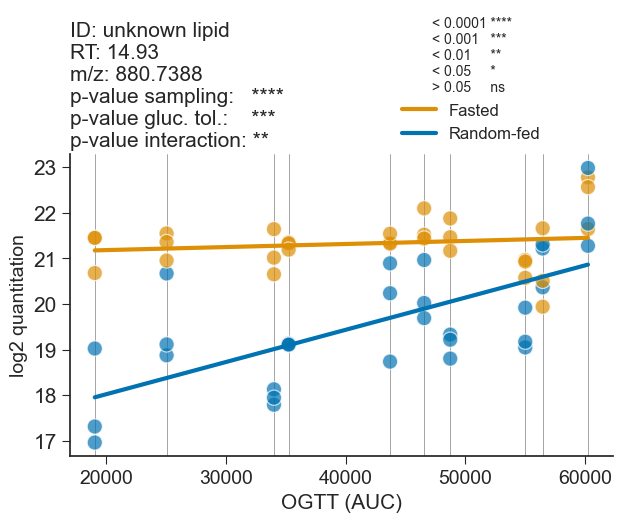 ID: unknown lipid
RT: 14.93
m/z: 880.7388
p-value sampling: ****
p-value gluc. tol.: ***
p-value interaction: **
< 0.0001 ****
< 0.001 ***
< 0.01 **
< 0.05 *
> 0.05 ns
Fasted
Random-fed
log2 quantitation
23
22
21
20
19
18
17
20000 30000 40000 50000 60000
OGTT (AUC)